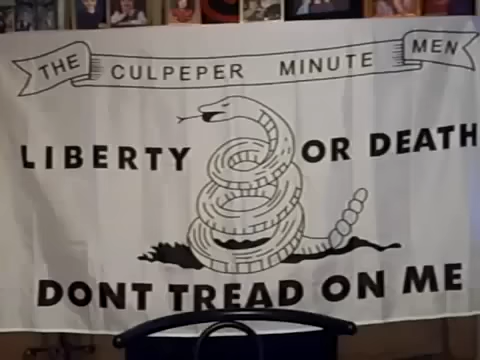 THE CULPEPER MINUTE MEN
LIBERTY OR DEATH
DONT TREAD ON ME